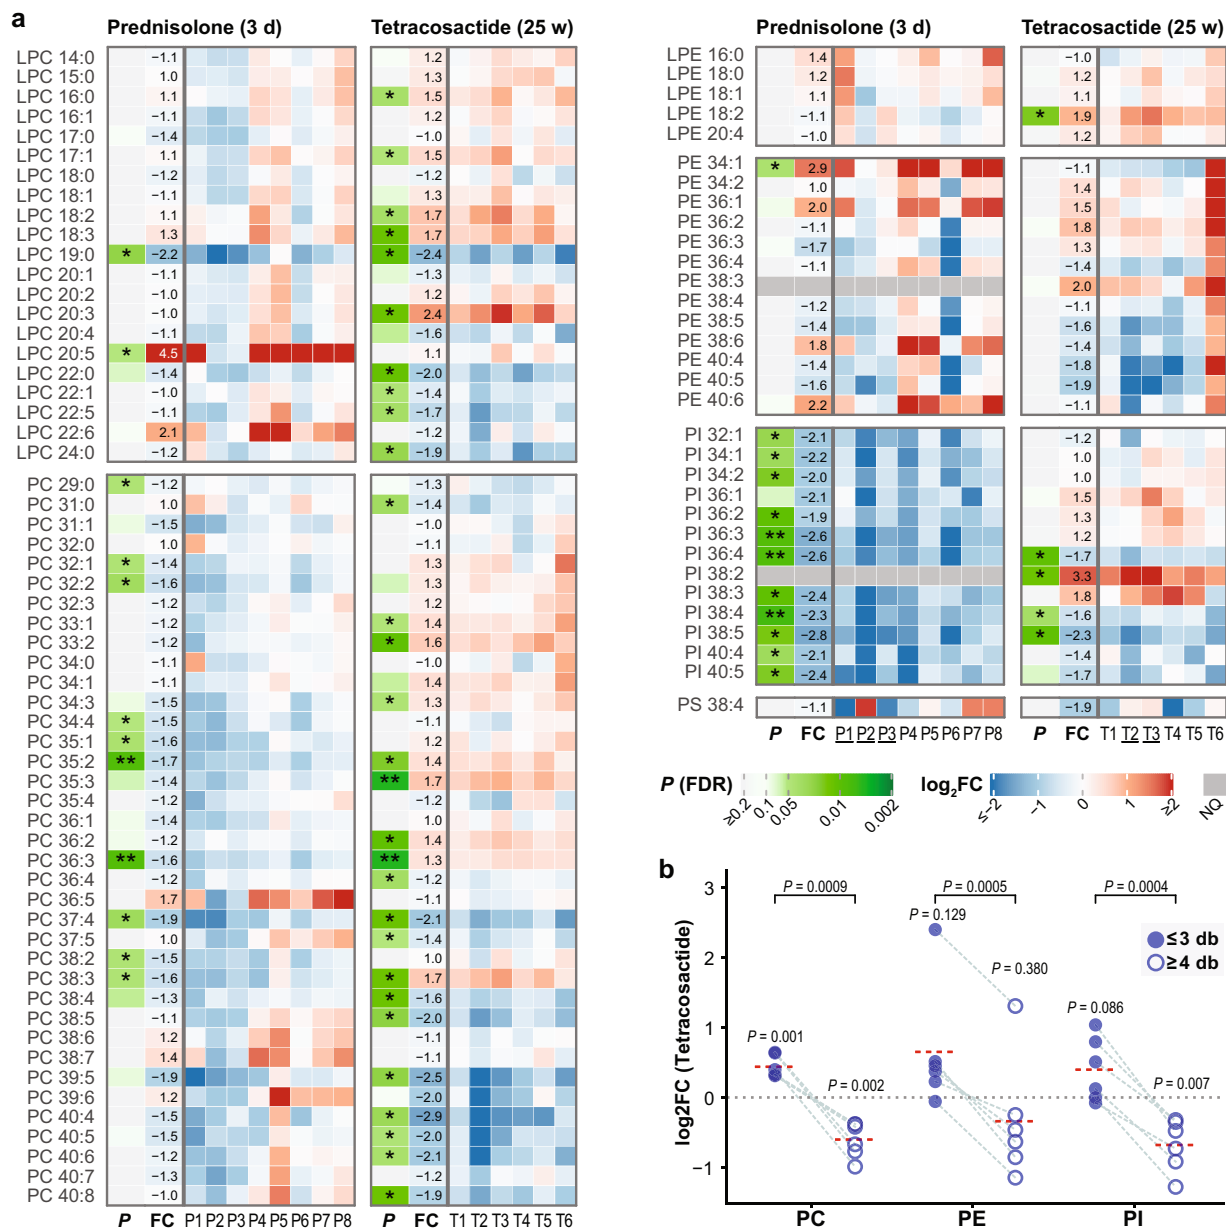 a
Prednisolone (3 d) Tetracosactide (25 w)
LPC 14:0 −1.1 1.2
LPC 15:0 1.0 1.3
LPC 16:0 1.1 * 1.5
LPC 16:1 −1.1 1.2
LPC 17:0 −1.4 −1.0
LPC 17:1 1.1 * 1.5
LPC 18:0 −1.2 −1.2
LPC 18:1 −1.1 1.3
LPC 18:2 1.1 * 1.7
LPC 18:3 1.3 * 1.7
LPC 19:0 * −2.2 * −2.4
LPC 20:1 −1.1 −1.3
LPC 20:2 −1.0 1.2
LPC 20:3 −1.0 * 2.4
LPC 20:4 −1.1 −1.6
LPC 20:5 * 4.5 1.1
LPC 22:0 −1.4 * −2.0
LPC 22:1 −1.0 * −1.4
LPC 22:5 −1.1 * −1.7
LPC 22:6 2.1 −1.2
LPC 24:0 −1.2 * −1.9
PC 29:0 * −1.2 −1.3
PC 31:0 1.0 * −1.4
PC 31:1 −1.5 −1.0
PC 32:0 1.0 −1.1
PC 32:1 * −1.4 1.3
PC 32:2 * −1.6 1.3
PC 32:3 −1.2 1.2
PC 33:1 −1.2 * 1.4
PC 33:2 −1.2 * 1.6
PC 34:0 −1.1 −1.0
PC 34:1 −1.1 1.4
PC 34:3 −1.5 * 1.3
PC 34:4 * −1.5 −1.1
PC 35:1 * −1.6 1.2
PC 35:2 ** −1.7 * 1.4
PC 35:3 −1.4 ** 1.7
PC 35:4 −1.2 −1.2
PC 36:1 −1.4 1.0
PC 36:2 −1.2 * 1.4
PC 36:3 ** −1.6 ** 1.3
PC 36:4 −1.2 * −1.2
PC 36:5 1.7 −1.1
PC 37:4 * −1.9 * −2.1
PC 37:5 1.0 * −1.4
PC 38:2 * −1.5 1.0
PC 38:3 * −1.6 * 1.7
PC 38:4 −1.3 * −1.6
PC 38:5 −1.1 * −2.0
PC 38:6 1.2 −1.1
PC 38:7 1.4 −1.1
PC 39:5 −1.9 * −2.5
PC 39:6 1.2 −2.0
PC 40:4 −1.5 * −2.9
PC 40:5 −1.5 * −2.0
PC 40:6 −1.2 * −2.1
PC 40:7 −1.3 −1.2
PC 40:8 −1.0 * −1.9
P FC P1 P2 P3 P4 P5 P6 P7 P8 P FC T1 T2 T3 T4 T5 T6
Prednisolone (3 d) Tetracosactide (25 w)
LPE 16:0 1.4 −1.0
LPE 18:0 1.2 1.2
LPE 18:1 1.1 1.1
LPE 18:2 −1.1 * 1.9
LPE 20:4 −1.0 1.2
PE 34:1 * 2.9 −1.1
PE 34:2 1.0 1.4
PE 36:1 2.0 1.5
PE 36:2 −1.1 1.8
PE 36:3 −1.7 1.3
PE 36:4 −1.1 −1.4
PE 38:3 2.0
PE 38:4 −1.2 −1.1
PE 38:5 −1.4 −1.6
PE 38:6 1.8 −1.4
PE 40:4 −1.4 −1.8
PE 40:5 −1.6 −1.9
PE 40:6 2.2 −1.1
PI 32:1 * −2.1 −1.2
PI 34:1 * −2.2 1.0
PI 34:2 * −2.0 1.0
PI 36:1 −2.1 1.5
PI 36:2 * −1.9 1.3
PI 36:3 ** −2.6 1.2
PI 36:4 ** −2.6 * −1.7
PI 38:2 * 3.3
PI 38:3 * −2.4 1.8
PI 38:4 ** −2.3 * −1.6
PI 38:5 * −2.8 * −2.3
PI 40:4 * −2.1 −1.4
PI 40:5 * −2.4 −1.7
PS 38:4 −1.1 −1.9
P FC P1 P2 P3 P4 P5 P6 P7 P8 P FC T1 T2 T3 T4 T5 T6
P (FDR) ≥0.2 0.1 0.05 0.01 0.002 log2FC ≤−2 −1 0 1 ≥2 NQ
b
log2FC (Tetracosactide)
3
2
1
0
−1
P = 0.0009 P = 0.0005 P = 0.0004
P = 0.129
≤3 db
≥4 db
P = 0.380
P = 0.086
P = 0.001
P = 0.002 P = 0.007
PC PE PI